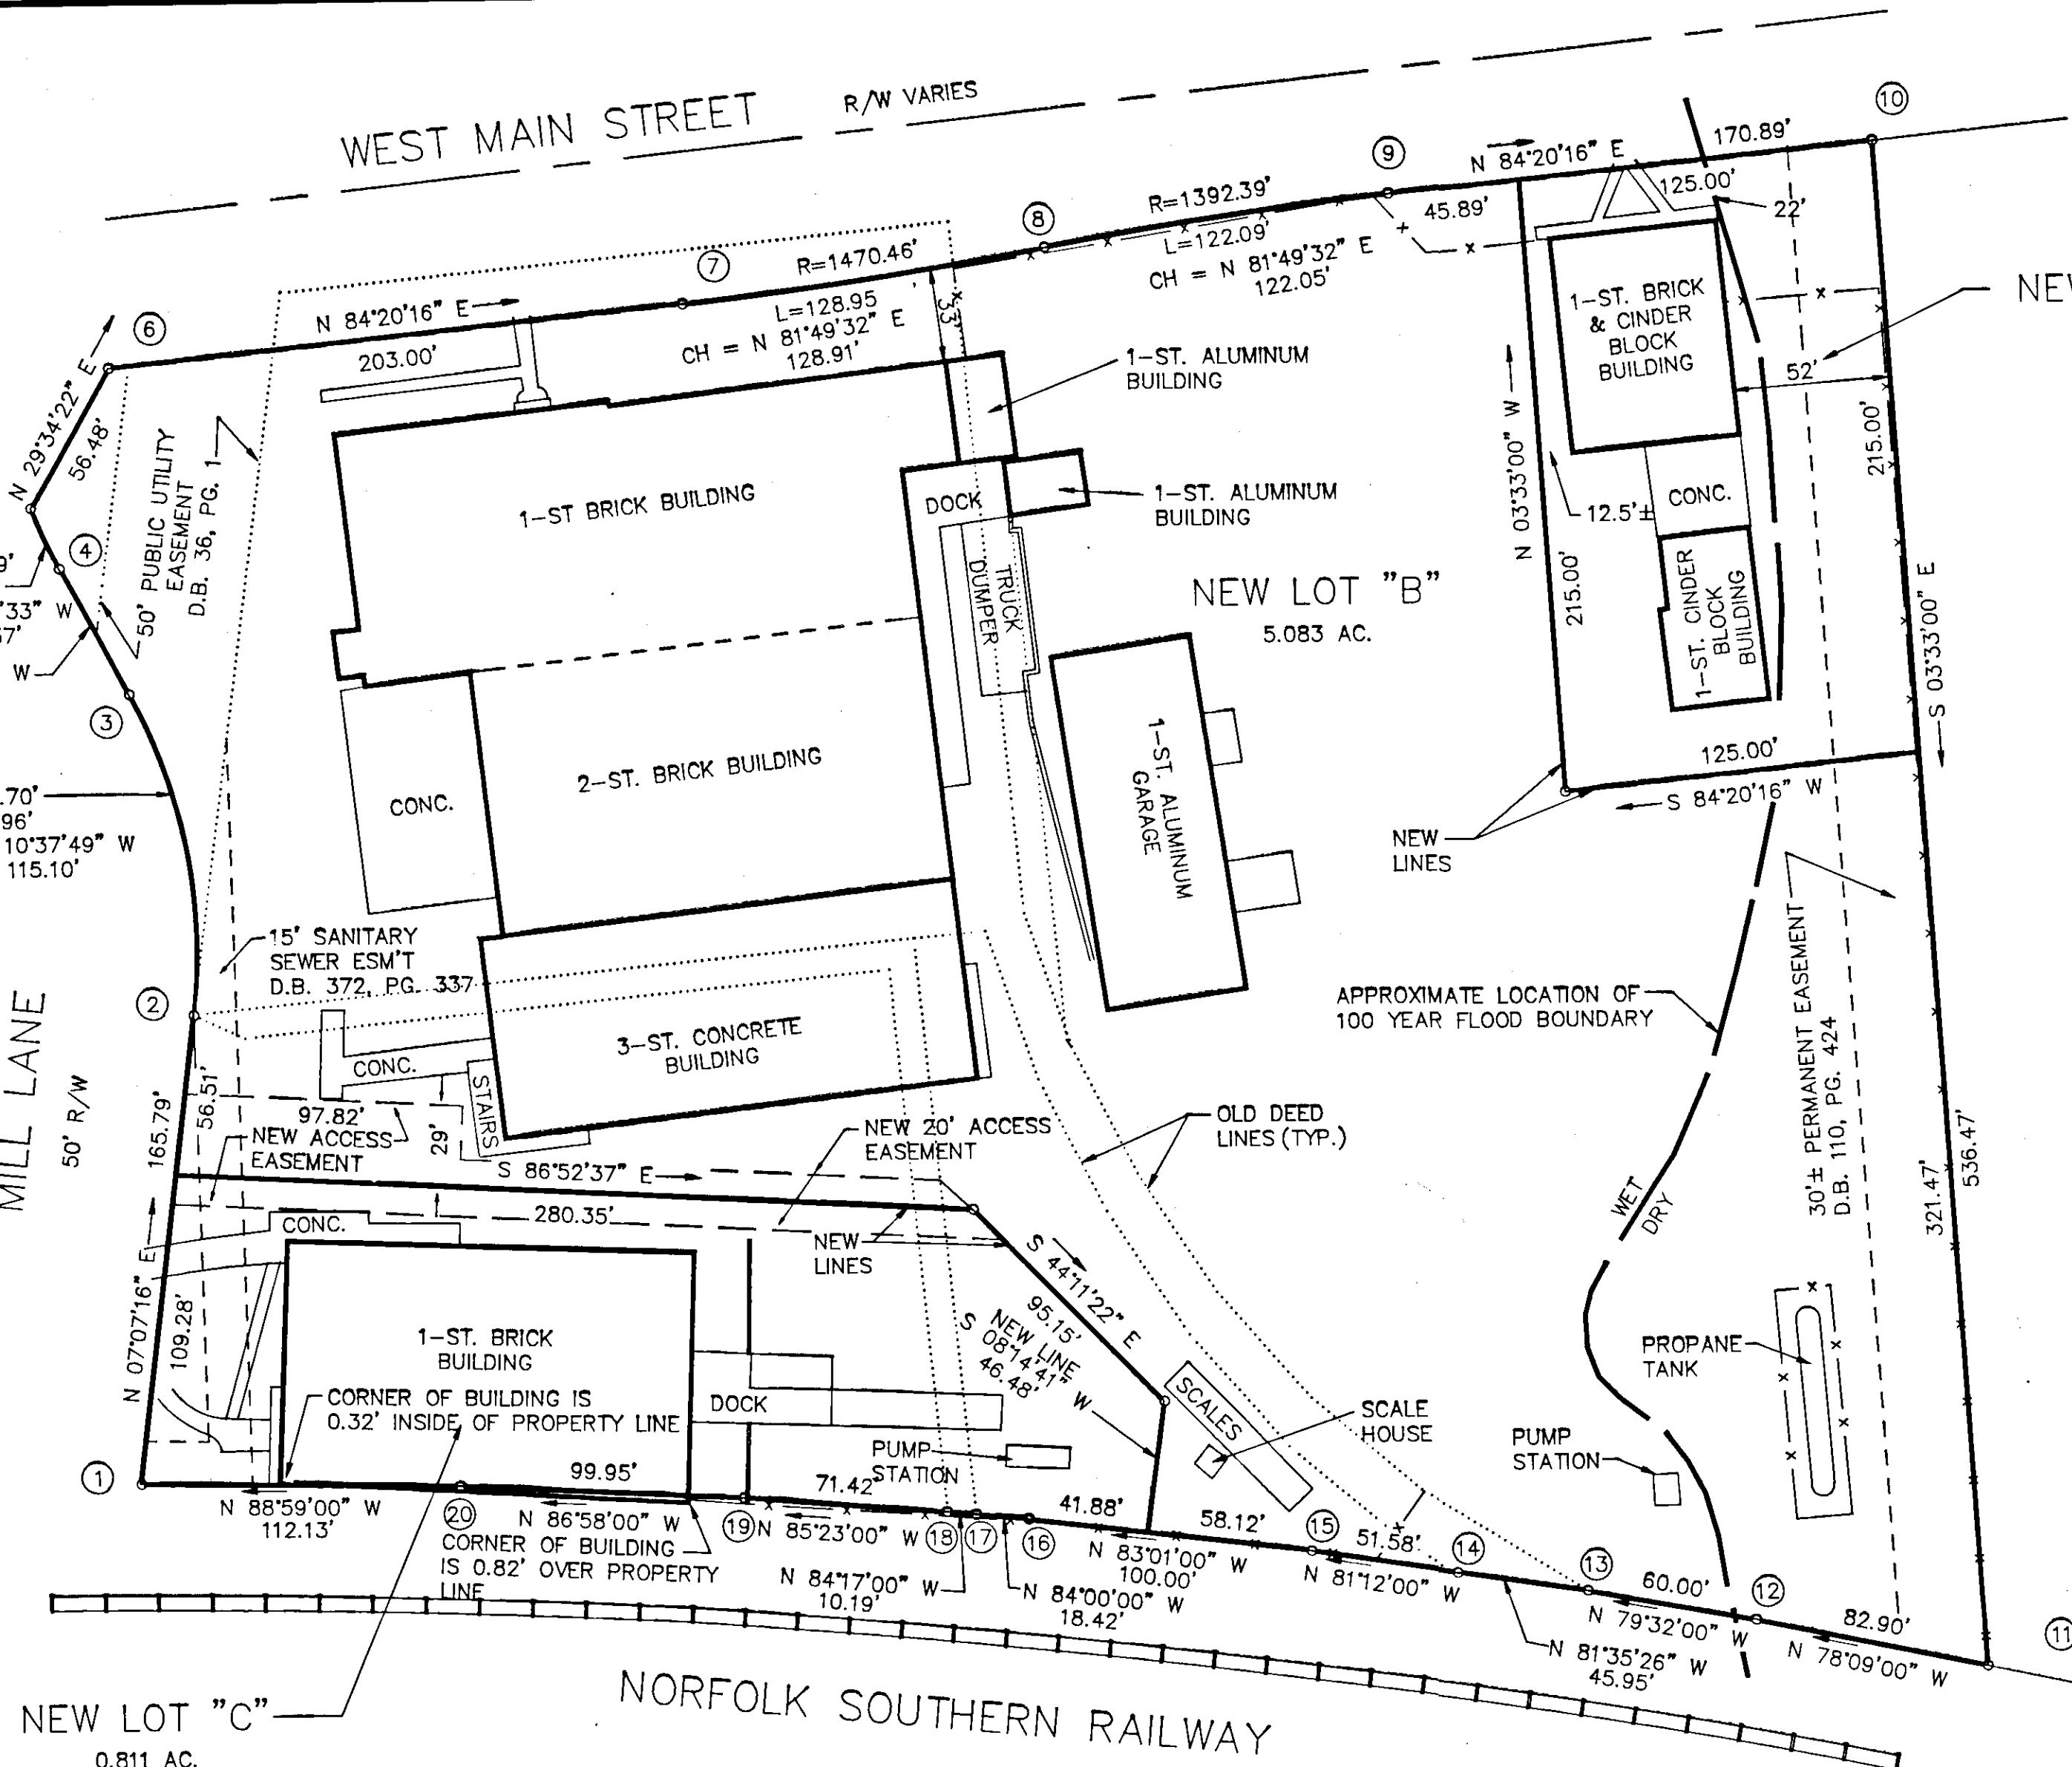 WEST MAIN STREET
R/W VARIES
10
9
N 84°20'16" E
170.89'
125.00'
22'
45.89'
R=1392.39'
L=122.09'
CH = N 81°49'32" E
122.05'
8
7
R=1470.46'
L=128.95'
CH = N 81°49'32" E
128.91'
33'
6
N 84°20'16" E
203.00'
N 29°34'22" E
56.48'
4
9'
'33" W
57'
W
3
50' PUBLIC UTILITY
EASEMENT
D.B. 36, PG. 1
1-ST BRICK BUILDING
1-ST. ALUMINUM
BUILDING
1-ST. ALUMINUM
BUILDING
DOCK
TRUCK
DUMPER
NEW LOT "B"
5.083 AC.
1-ST. BRICK
& CINDER
BLOCK
BUILDING
NEW
52'
215.00'
N 03°33'00" W
215.00'
12.5'±
CONC.
1-ST. CINDER
BLOCK
BUILDING
S 03°33'00" E
125.00'
S 84°20'16" W
NEW
LINES
2-ST. BRICK BUILDING
CONC.
1-ST. ALUMINUM
GARAGE
.70'
96'
10°37'49" W
115.10'
15' SANITARY
SEWER ESM'T
D.B. 372, PG. 337
2
MILL LANE
50' R/W
3-ST. CONCRETE
BUILDING
CONC.
STAIRS
APPROXIMATE LOCATION OF
100 YEAR FLOOD BOUNDARY
30'± PERMANENT EASEMENT
D.B. 110, PG. 424
321.47'
536.47'
165.79'
56.51'
97.82'
29'
NEW ACCESS
EASEMENT
NEW 20' ACCESS
EASEMENT
OLD DEED
LINES (TYP.)
S 86°52'37" E
280.35'
NEW
LINES
WET
DRY
CONC.
S 44°11'22" E
95.15'
NEW LINE
S 08°14'41" W
46.48'
N 07°07'16" E
109.28'
1-ST. BRICK
BUILDING
CORNER OF BUILDING IS
0.32' INSIDE OF PROPERTY LINE
DOCK
PUMP
STATION
SCALES
SCALE
HOUSE
PUMP
STATION
PROPANE
TANK
1
N 88°59'00" W
112.13'
20
99.95'
N 86°58'00" W
CORNER OF BUILDING
IS 0.82' OVER PROPERTY
LINE
19
71.42'
N 85°23'00" W
18
17
16
N 84°17'00" W
10.19'
N 84°00'00" W
18.42'
41.88'
N 83°01'00" W
100.00'
58.12'
15
51.58'
N 81°12'00" W
14
13
N 81°35'26" W
45.95'
60.00'
N 79°32'00" W
12
82.90'
N 78°09'00" W
11
NEW LOT "C"
0.811 AC.
NORFOLK SOUTHERN RAILWAY